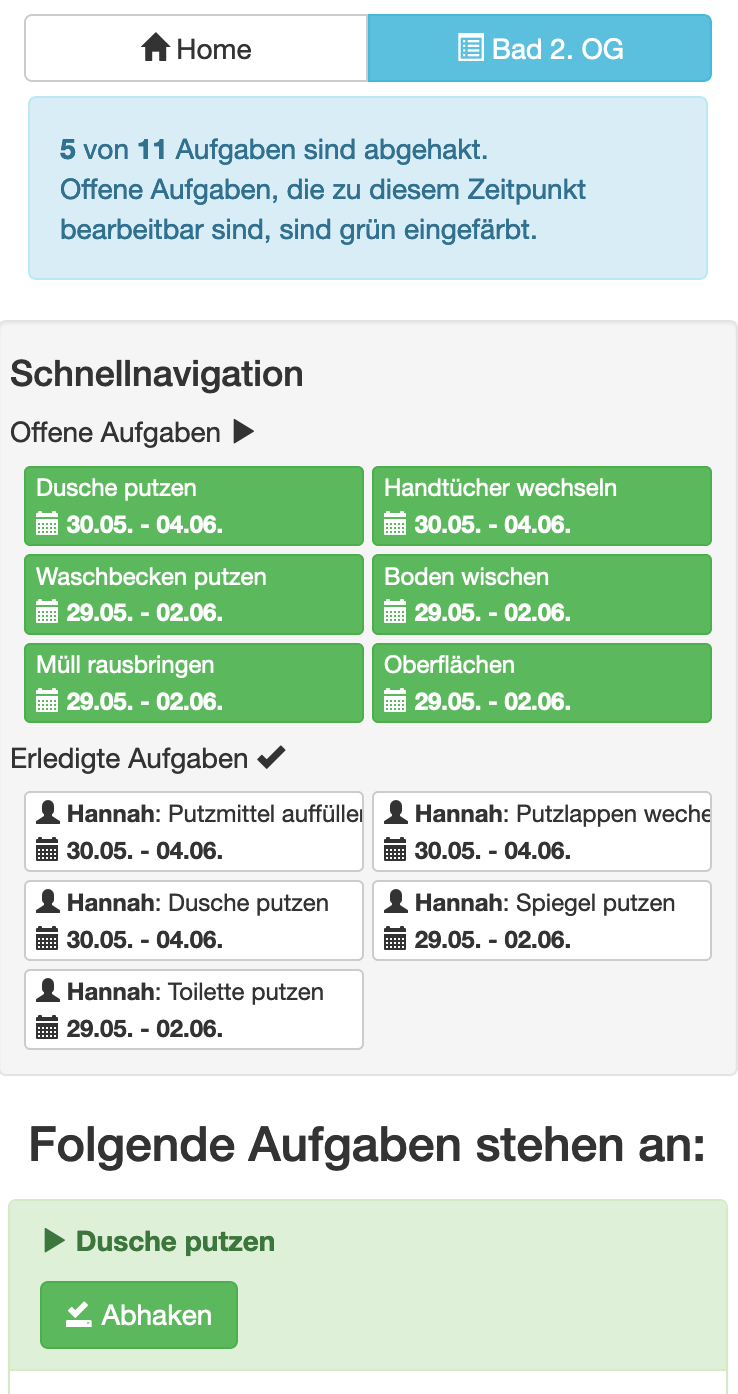 Home
Bad 2. OG
5 von 11 Aufgaben sind abgehakt.
Offene Aufgaben, die zu diesem Zeitpunkt
bearbeitbar sind, sind grün eingefärbt.
Schnellnavigation
Offene Aufgaben
Dusche putzen
30.05. - 04.06.
Handtücher wechseln
30.05. - 04.06.
Waschbecken putzen
29.05. - 02.06.
Boden wischen
29.05. - 02.06.
Müll rausbringen
29.05. - 02.06.
Oberflächen
29.05. - 02.06.
Erledigte Aufgaben
Hannah: Putzmittel auffüller
30.05. - 04.06.
Hannah: Putzlappen weche
30.05. - 04.06.
Hannah: Dusche putzen
30.05. - 04.06.
Hannah: Spiegel putzen
29.05. - 02.06.
Hannah: Toilette putzen
29.05. - 02.06.
Folgende Aufgaben stehen an:
Dusche putzen
Abhaken